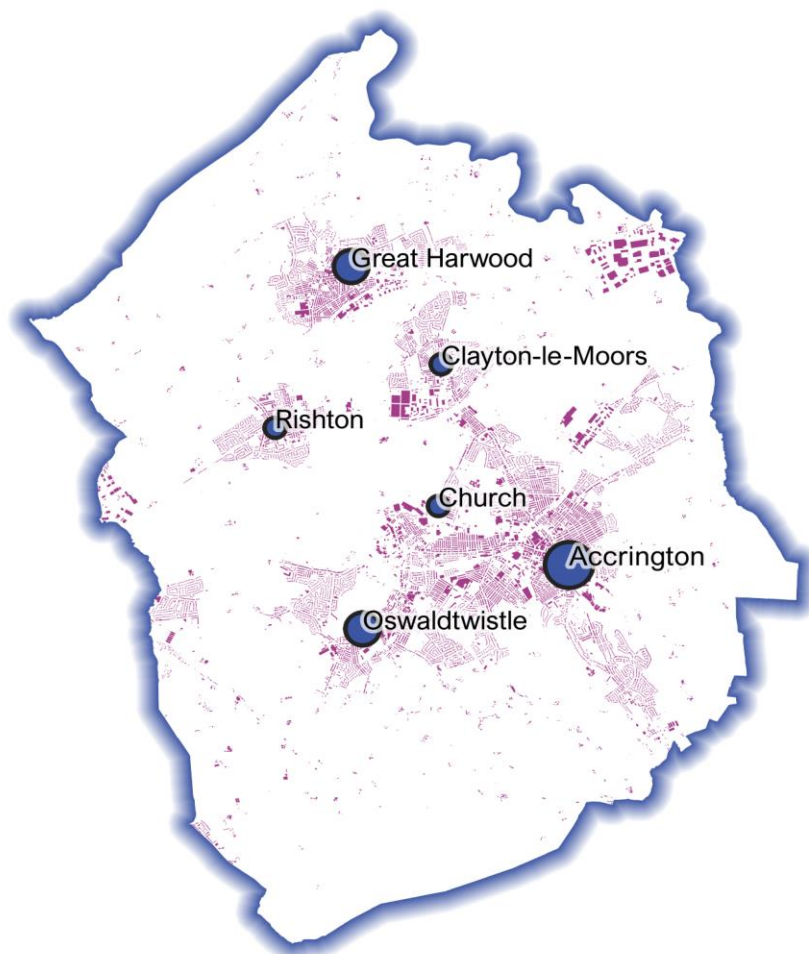 Great Harwood
Clayton-le-Moors
Rishton
Church
Accrington
Oswaldtwistle